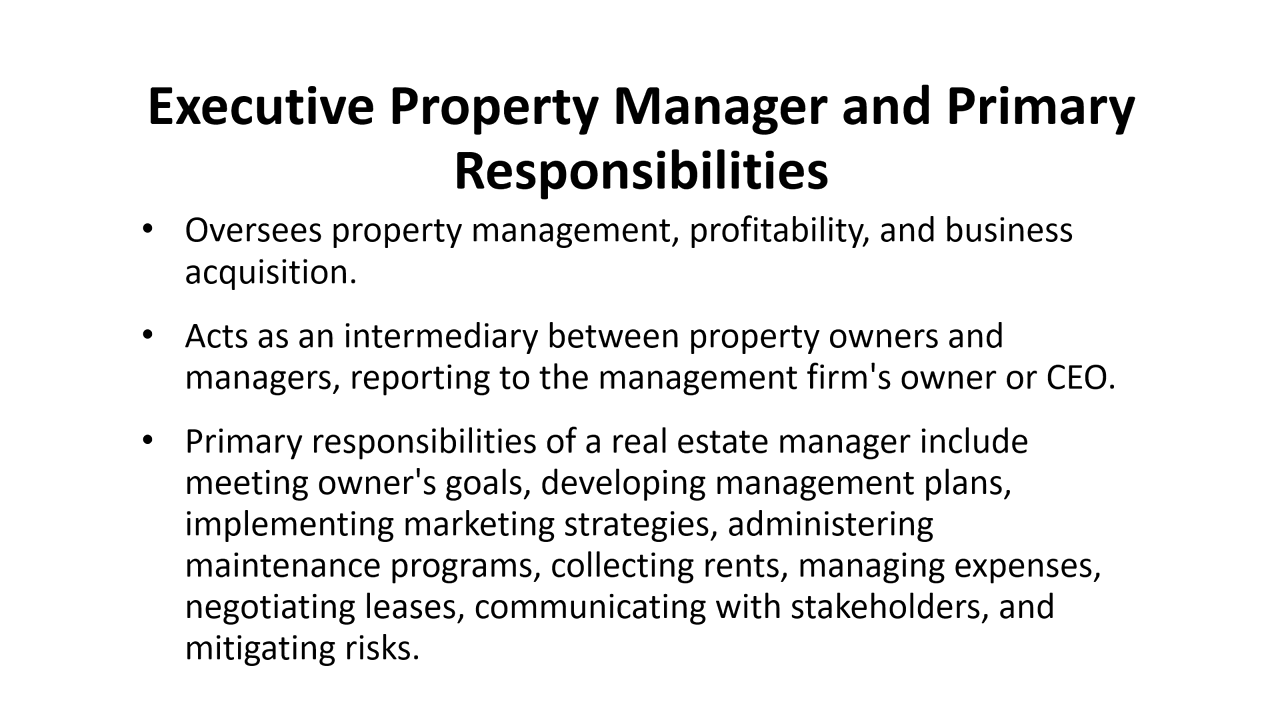 Executive Property Manager and Primary
Responsibilities
• Oversees property management, profitability, and business
acquisition.
• Acts as an intermediary between property owners and
managers, reporting to the management firm's owner or CEO.
• Primary responsibilities of a real estate manager include
meeting owner's goals, developing management plans,
implementing marketing strategies, administering
maintenance programs, collecting rents, managing expenses,
negotiating leases, communicating with stakeholders, and
mitigating risks.